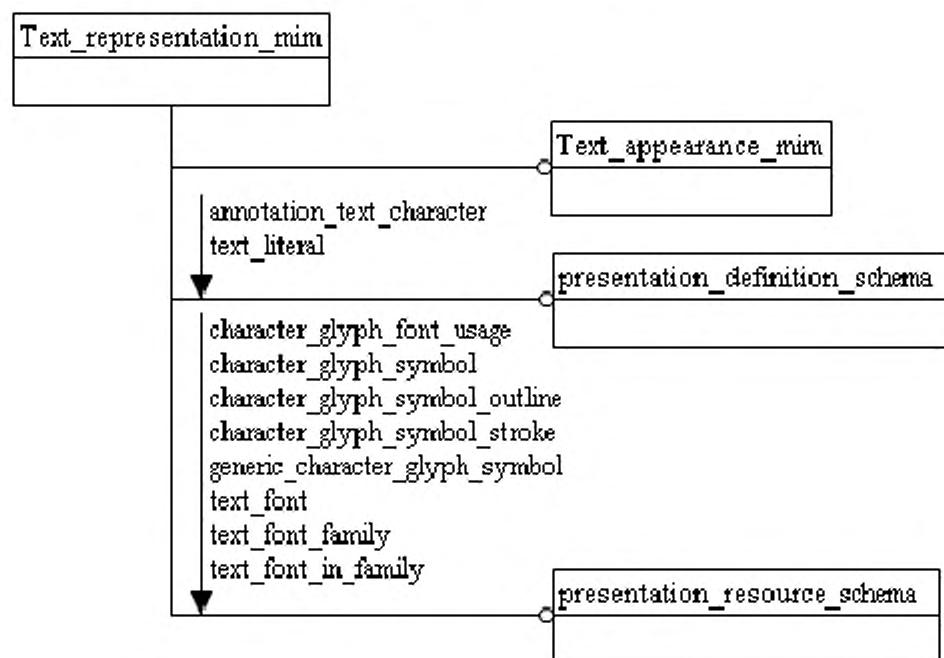 Text_representation_mim
Text_appearance_mim
annotation_text_character
text_literal
presentation_definition_schema
character_glyph_font_usage
character_glyph_symbol
character_glyph_symbol_outline
character_glyph_symbol_stroke
generic_character_glyph_symbol
text_font
text_font_family
text_font_in_family
presentation_resource_schema